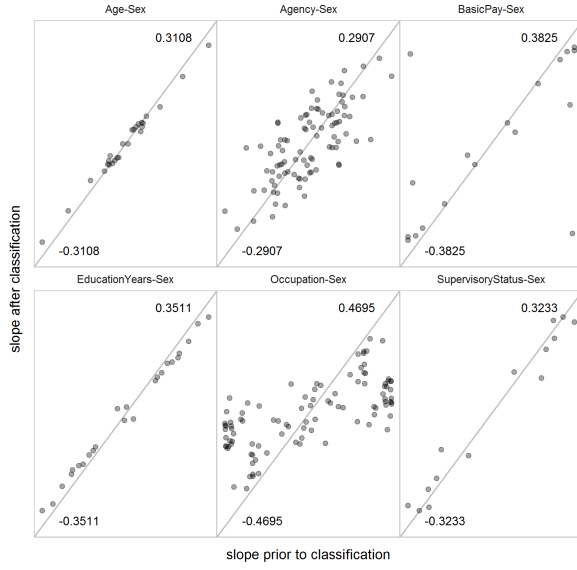 Age-Sex
Agency-Sex
BasicPay-Sex
0.3108
0.2907
0.3825
-0.3108
-0.2907
-0.3825
EducationYears-Sex
Occupation-Sex
SupervisoryStatus-Sex
0.3511
0.4695
0.3233
-0.3511
-0.4695
-0.3233
slope after classification
slope prior to classification